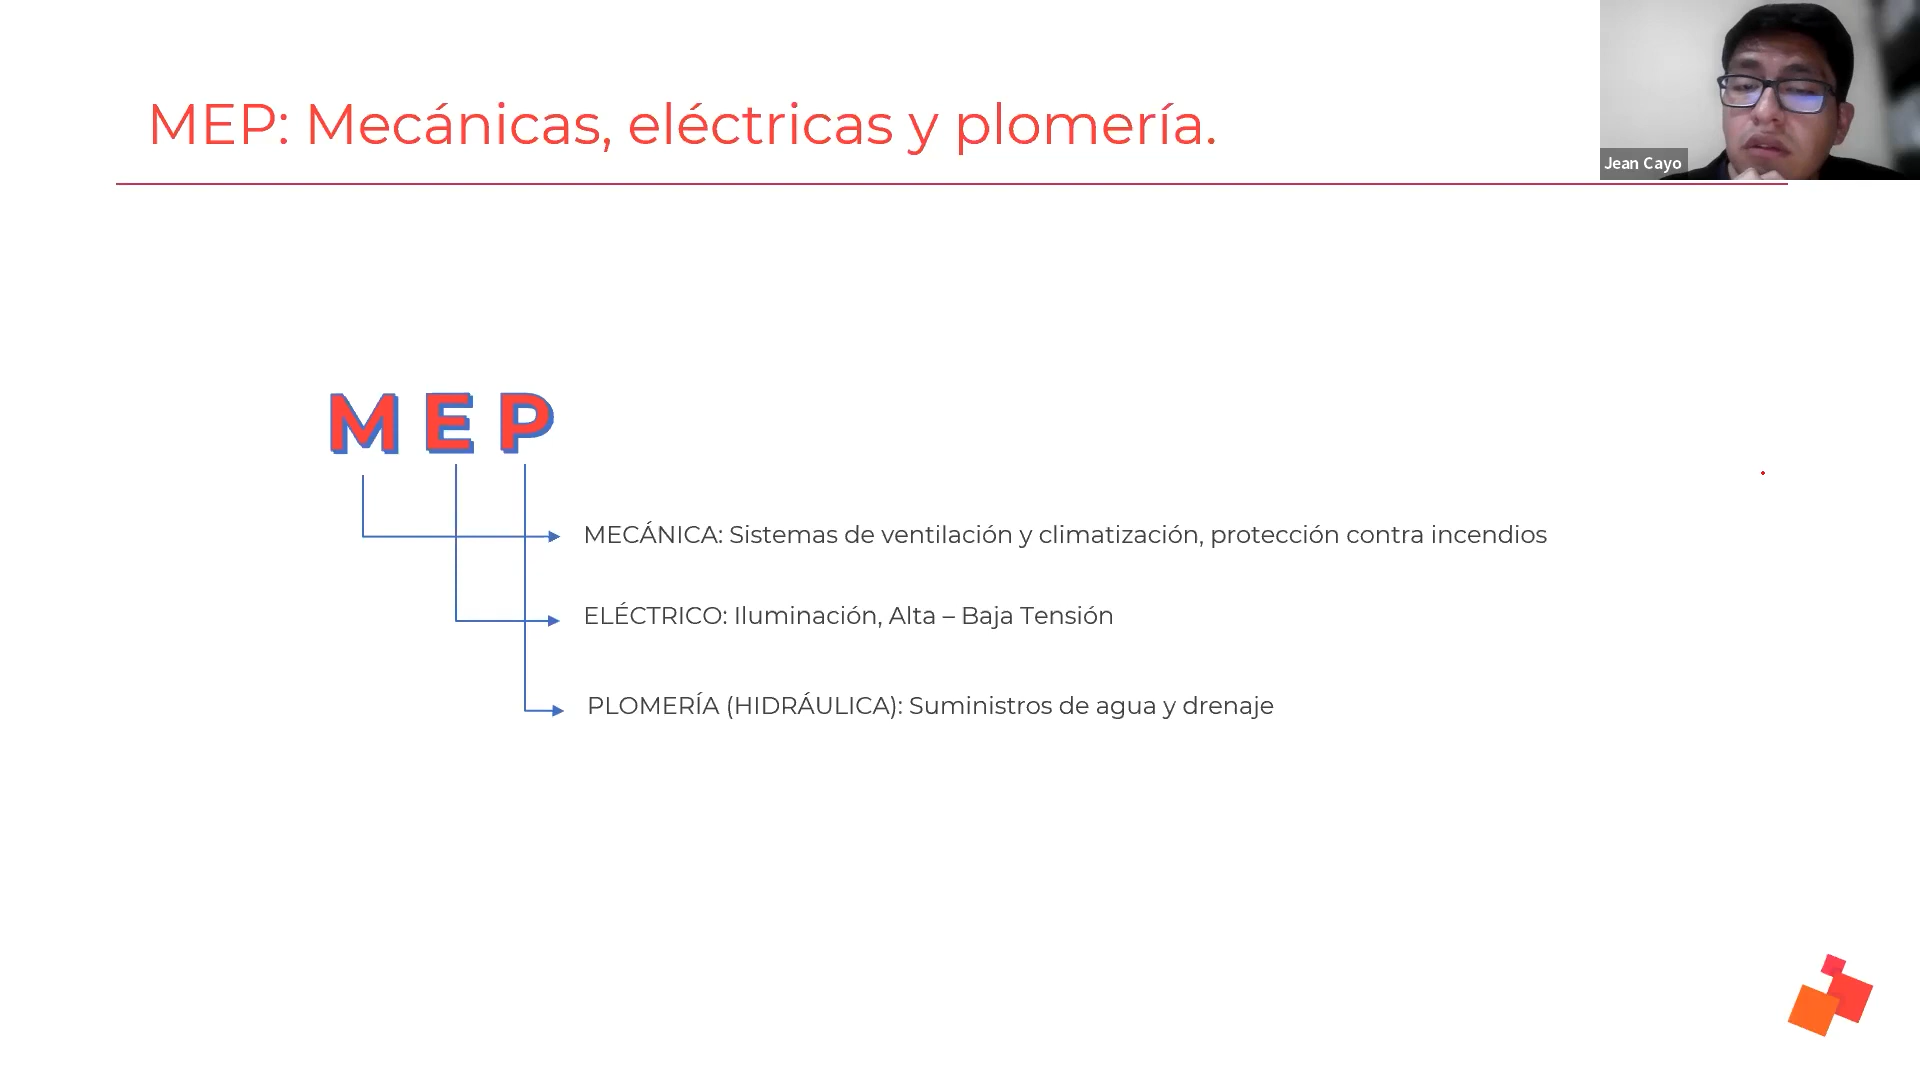 MEP: Mecánicas, eléctricas y plomería.
Jean Cayo
M E P
MECÁNICA: Sistemas de ventilación y climatización, protección contra incendios
ELÉCTRICO: Iluminación, Alta – Baja Tensión
PLOMERÍA (HIDRÁULICA): Suministros de agua y drenaje